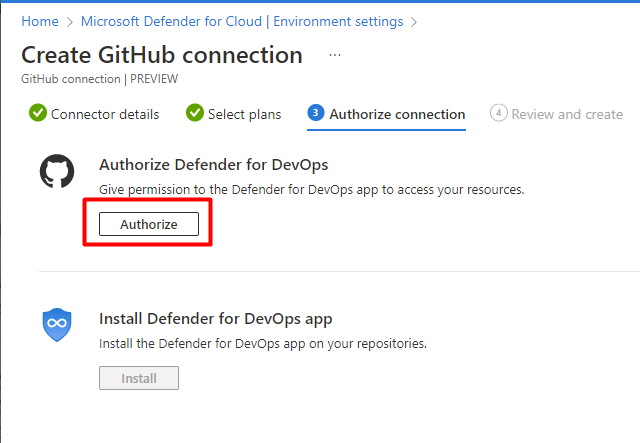 Home > Microsoft Defender for Cloud | Environment settings >
Create GitHub connection ...
GitHub connection | PREVIEW
Connector details Select plans 3 Authorize connection 4 Review and create
Authorize Defender for DevOps
Give permission to the Defender for DevOps app to access your resources.
Authorize
Install Defender for DevOps app
Install the Defender for DevOps app on your repositories.
Install